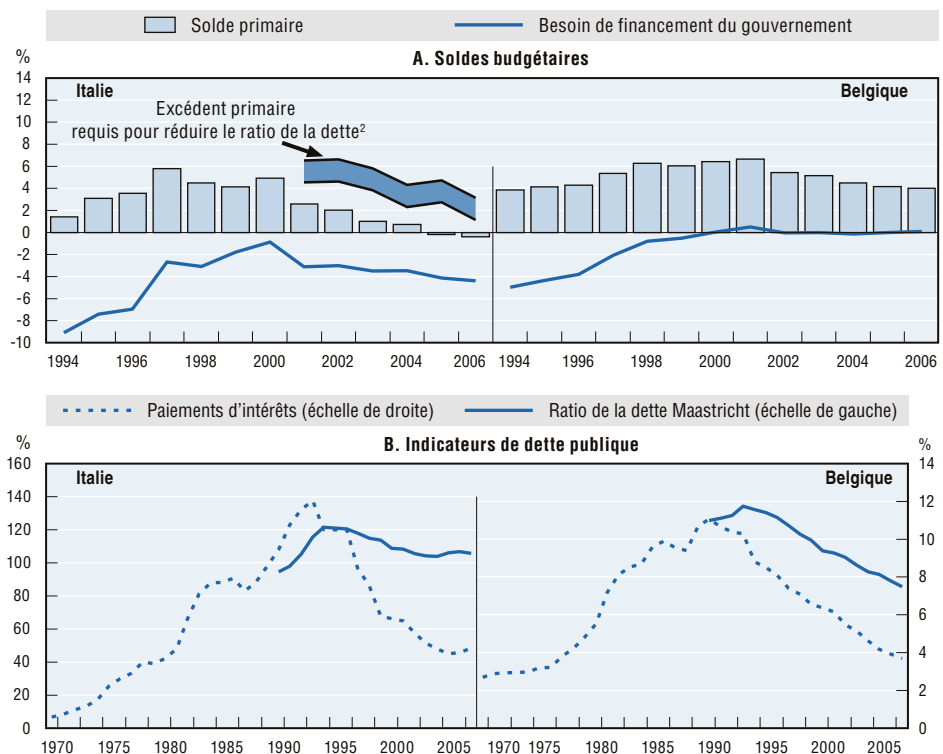 Solde primaire
Besoin de financement du gouvernement
%
A. Soldes budgétaires
14
12
10
8
6
4
2
0
-2
-4
-6
-8
-10
Italie
Belgique
Excédent primaire
requis pour réduire le ratio de la dette2
1994 1996 1998 2000 2002 2004 2006 1994 1996 1998 2000 2002 2004 2006
Paiements d'intérêts (échelle de droite)
Ratio de la dette Maastricht (échelle de gauche)
%
B. Indicateurs de dette publique
%
160
140
120
100
80
60
40
20
0
Italie
Belgique
14
12
10
8
6
4
2
0
1970 1975 1980 1985 1990 1995 2000 2005 1970 1975 1980 1985 1990 1995 2000 2005